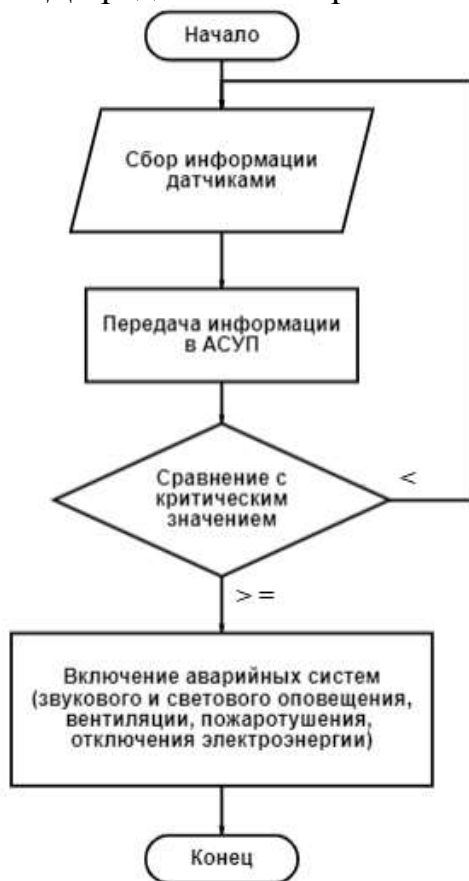 Начало
Сбор информации
датчиками
Передача информации
в АСУП
Сравнение с
критическим
значением
<
>=
Включение аварийных систем
(звукового и светового оповещения,
вентиляции, пожаротушения,
отключения электроэнергии)
Конец